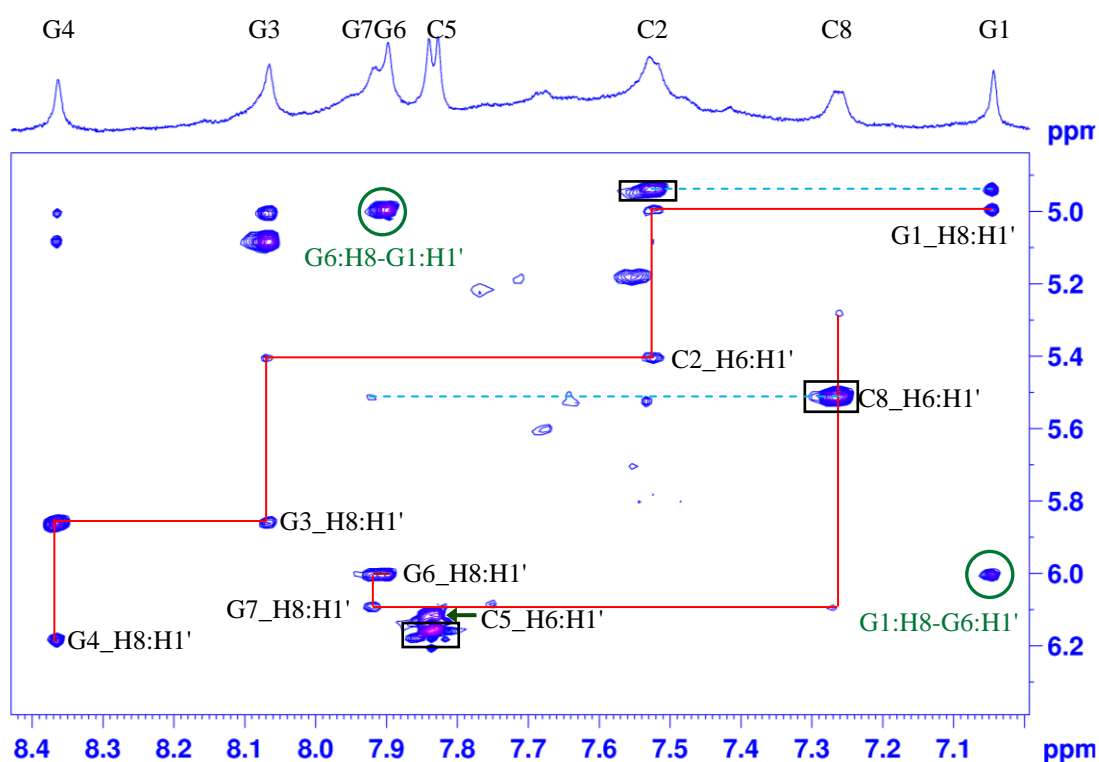 G4 G3 G7 G6 C5 C2 C8 G1
ppm
5.0
G1_H8:H1'
G6:H8-G1:H1'
5.2
5.4
C2_H6:H1'
C8_H6:H1'
5.6
5.8
G3_H8:H1'
G6_H8:H1'
6.0
G7_H8:H1'
C5_H6:H1'
G1:H8-G6:H1'
G4_H8:H1'
6.2
8.4 8.3 8.2 8.1 8.0 7.9 7.8 7.7 7.6 7.5 7.4 7.3 7.2 7.1 ppm